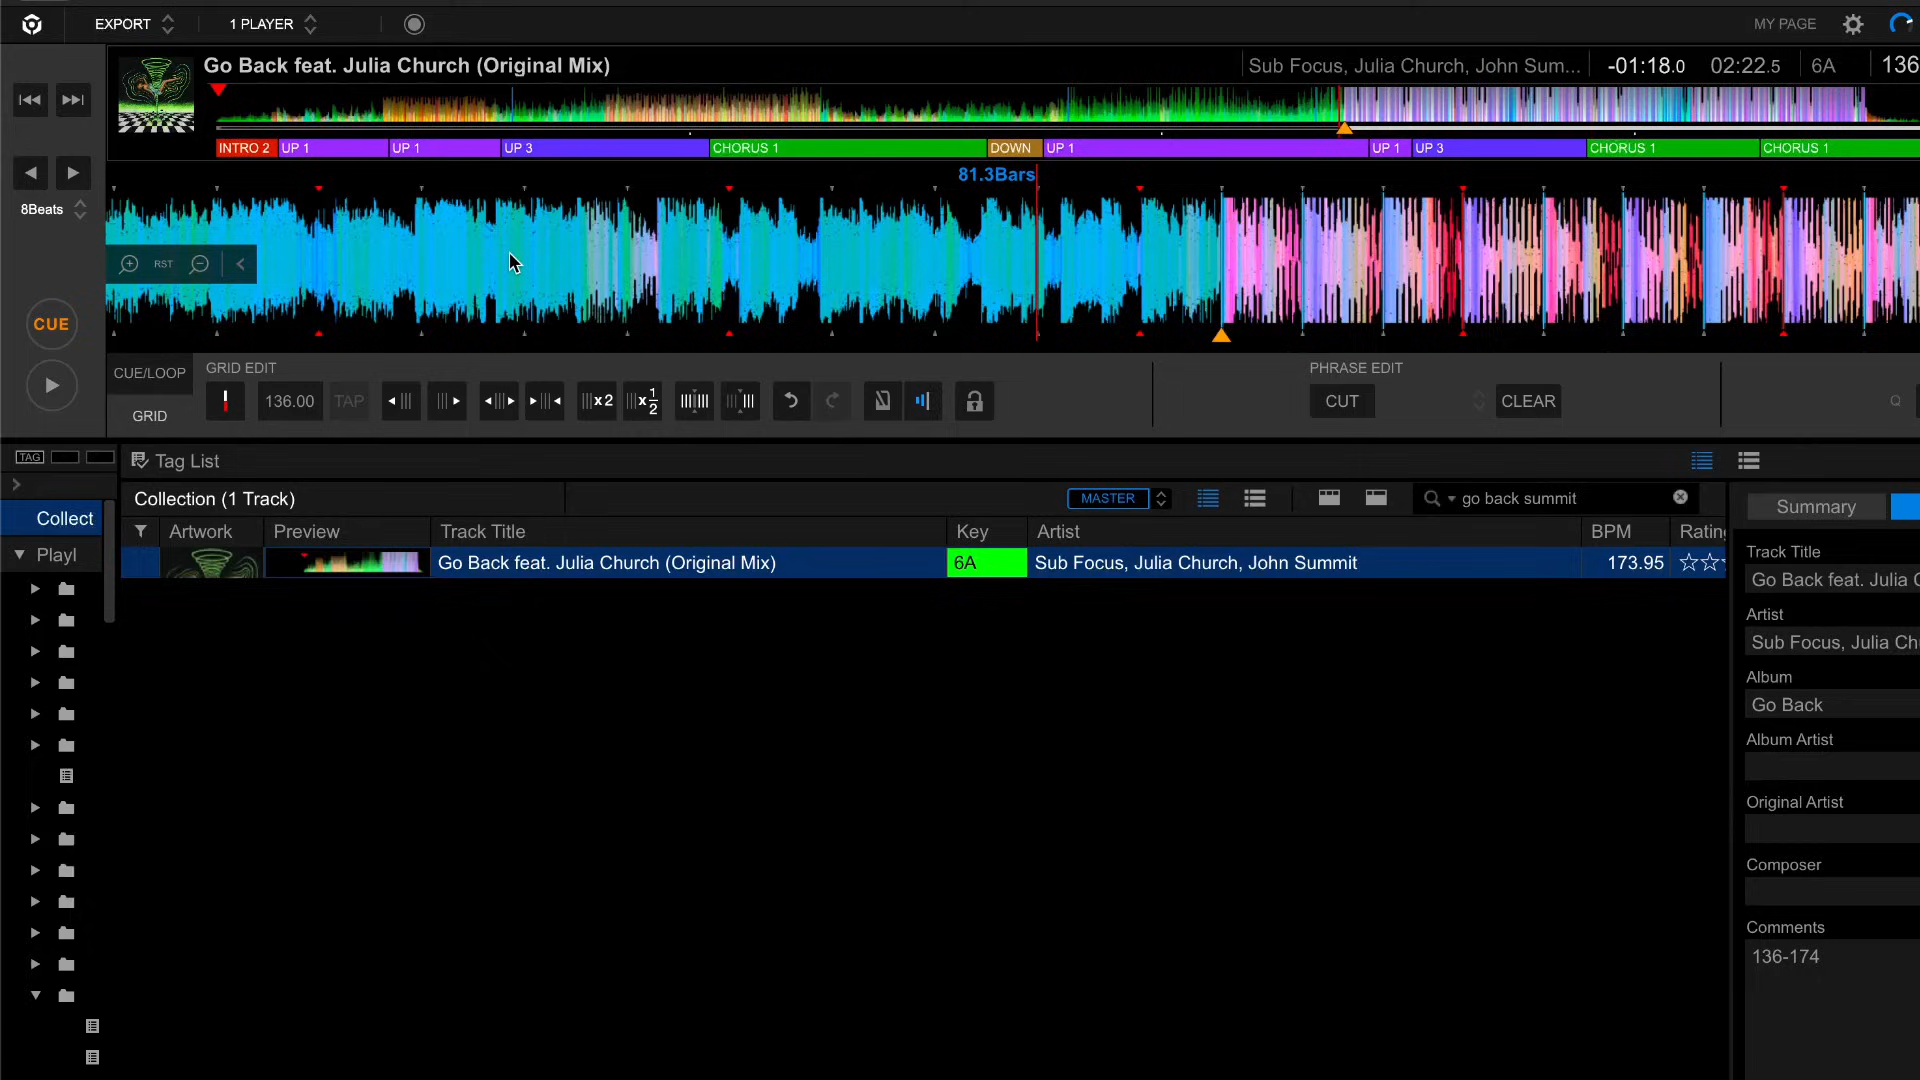 EXPORT 1 PLAYER MY PAGE
Go Back feat. Julia Church (Original Mix) Sub Focus, Julia Church, John Sum... -01:18.0 02:22.5 6A 136
INTRO 2 UP 1 UP 1 UP 3 CHORUS 1 DOWN UP 1 UP 1 UP 3 CHORUS 1 CHORUS 1
81.3Bars
8Beats
RST
CUE
CUE/LOOP
GRID
GRID EDIT
136.00 TAP x2 x1/2
PHRASE EDIT
CUT CLEAR Q
TAG
Tag List
Collection (1 Track) MASTER go back summit
Artwork Preview Track Title Key Artist BPM Rating
Go Back feat. Julia Church (Original Mix) 6A Sub Focus, Julia Church, John Summit 173.95
Collect
Playl
Summary
Track Title
Go Back feat. Julia C
Artist
Sub Focus, Julia Ch
Album
Go Back
Album Artist
Original Artist
Composer
Comments
136-174